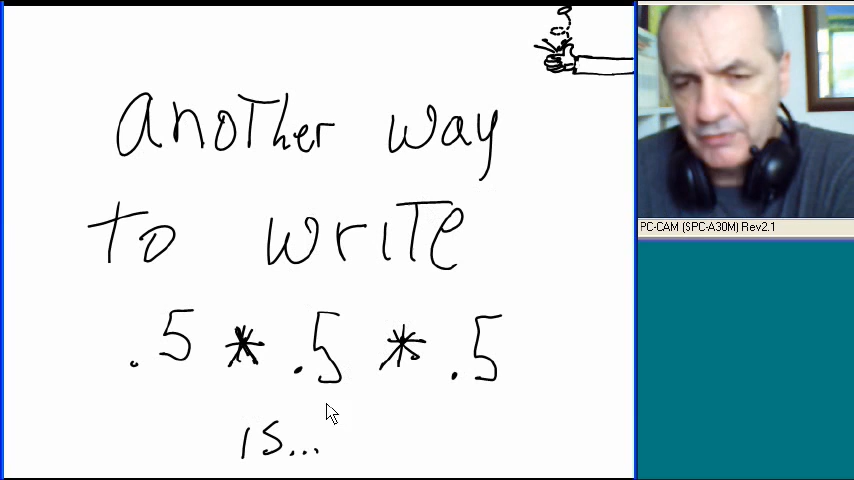 another way
to write
.5 * .5 * .5
is...
PC-CAM (SPC-A30M) Rev2.1